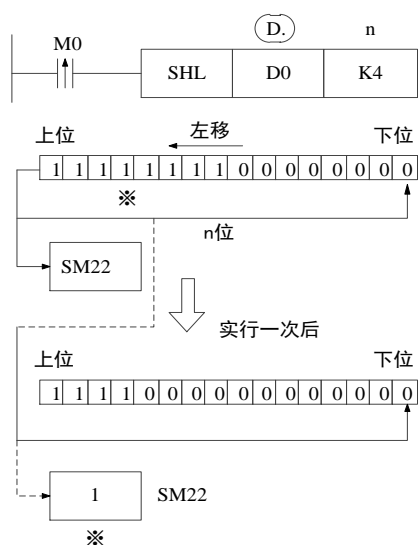 D. n
M0
SHL D0 K4
上位 左移 下位
1 1 1 1 1 1 1 1 0 0 0 0 0 0 0 0
※
n位
SM22
实行一次后
上位 下位
1 1 1 1 0 0 0 0 0 0 0 0 0 0 0 0
1 SM22
※